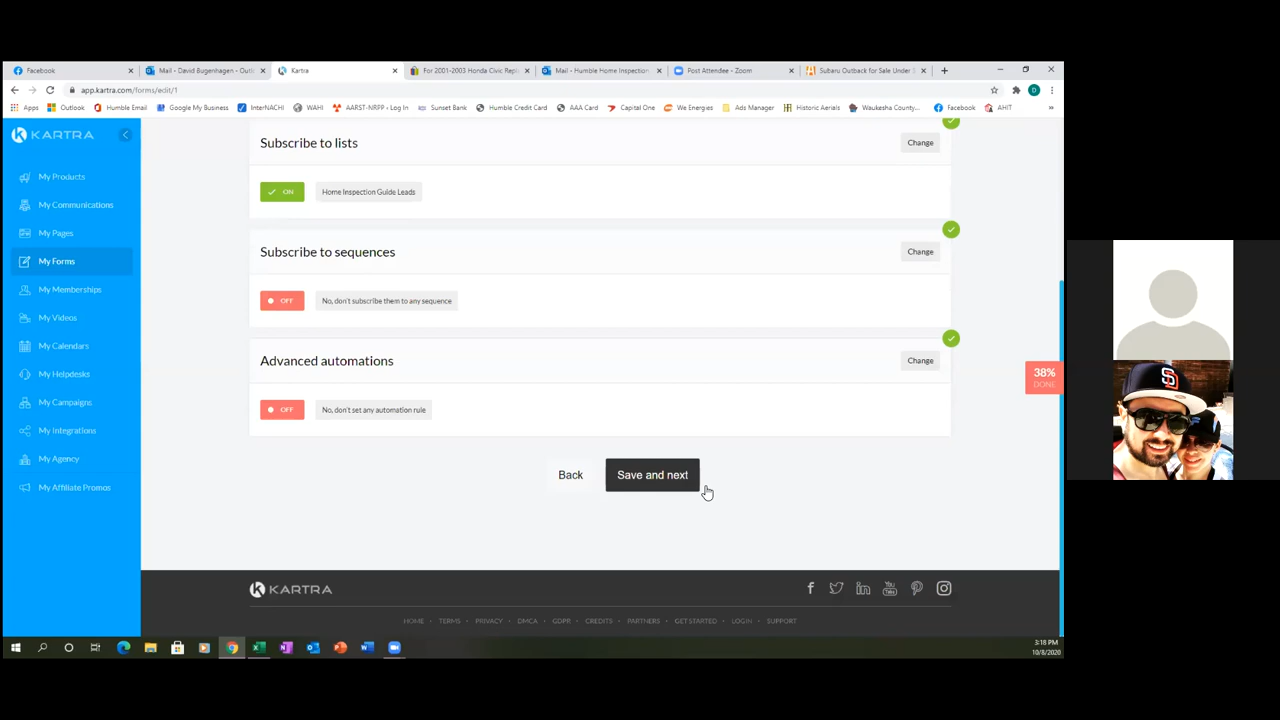 Facebook
Mail - David Bugenhagen - Outl
Kartra
For 2001-2003 Honda Civic Repl
Mail - Humble Home Inspection
Post Attendee - Zoom
Subaru Outback for Sale Under $
app.kartra.com/forms/edit/1
D
Apps
Outlook
Humble Email
Google My Business
InterNACHI
WAHI
AARST-NRPP - Log In
Sunset Bank
Humble Credit Card
AAA Card
Capital One
We Energies
Ads Manager
Historic Aerials
Waukesha County...
Facebook
AHIT
KARTRA
My Products
My Communications
My Pages
My Forms
My Memberships
My Videos
My Calendars
My Helpdesks
My Campaigns
My Integrations
My Agency
My Affiliate Promos
Subscribe to lists
Change
ON
Home Inspection Guide Leads
Subscribe to sequences
Change
OFF
No, don't subscribe them to any sequence
Advanced automations
Change
OFF
No, don't set any automation rule
38%
DONE
Back
Save and next
KARTRA
HOME - TERMS - PRIVACY - DMCA - GDPR - CREDITS - PARTNERS - GET STARTED - LOGIN - SUPPORT
3:18 PM
10/8/2020